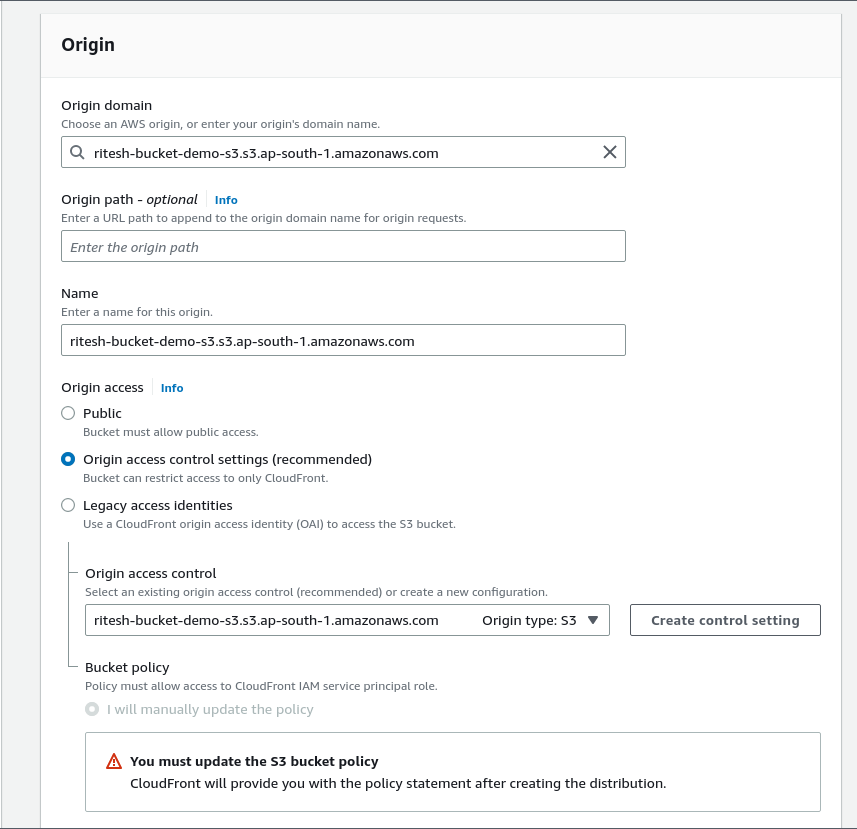 Origin
Origin domain
Choose an AWS origin, or enter your origin's domain name.
ritesh-bucket-demo-s3.s3.ap-south-1.amazonaws.com
Origin path - optional Info
Enter a URL path to append to the origin domain name for origin requests.
Enter the origin path
Name
Enter a name for this origin.
ritesh-bucket-demo-s3.s3.ap-south-1.amazonaws.com
Origin access Info
Public
Bucket must allow public access.
Origin access control settings (recommended)
Bucket can restrict access to only CloudFront.
Legacy access identities
Use a CloudFront origin access identity (OAI) to access the S3 bucket.
Origin access control
Select an existing origin access control (recommended) or create a new configuration.
ritesh-bucket-demo-s3.s3.ap-south-1.amazonaws.com Origin type: S3 Create control setting
Bucket policy
Policy must allow access to CloudFront IAM service principal role.
I will manually update the policy
You must update the S3 bucket policy
CloudFront will provide you with the policy statement after creating the distribution.